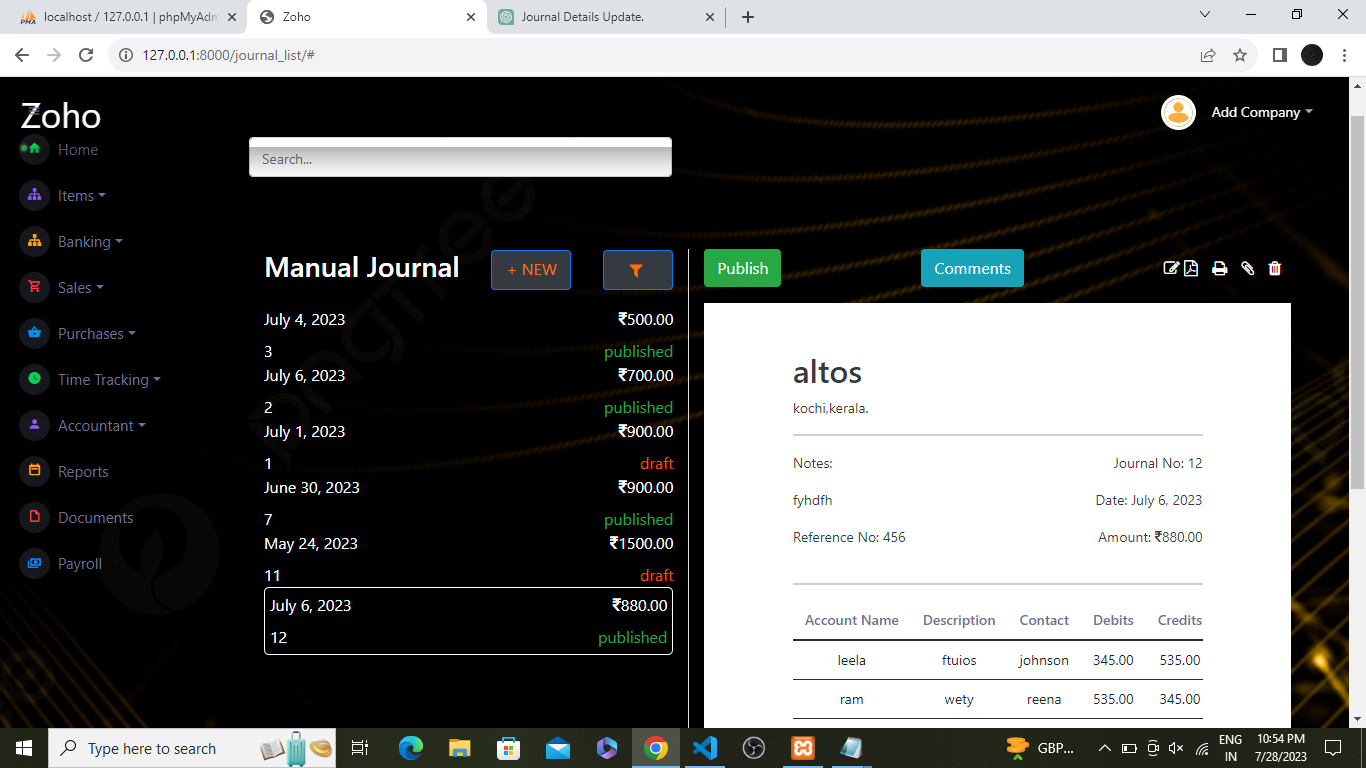 localhost / 127.0.0.1 | phpMyAdm
Zoho
Journal Details Update.
127.0.0.1:8000/journal_list/#
Zoho
Add Company
Home
Search...
Items
Banking
Sales
Purchases
Time Tracking
Accountant
Reports
Documents
Payroll
Manual Journal
+ NEW
July 4, 2023 ₹500.00
3 published
July 6, 2023 ₹700.00
2 published
July 1, 2023 ₹900.00
1 draft
June 30, 2023 ₹900.00
7 published
May 24, 2023 ₹1500.00
11 draft
July 6, 2023 ₹880.00
12 published
Publish
Comments
altos
kochi,kerala.
Notes: Journal No: 12
fyhdfh Date: July 6, 2023
Reference No: 456 Amount: ₹880.00
Account Name Description Contact Debits Credits
leela ftuios johnson 345.00 535.00
ram wety reena 535.00 345.00
pngtree
Type here to search
GBP...
ENG
IN
10:54 PM
7/28/2023